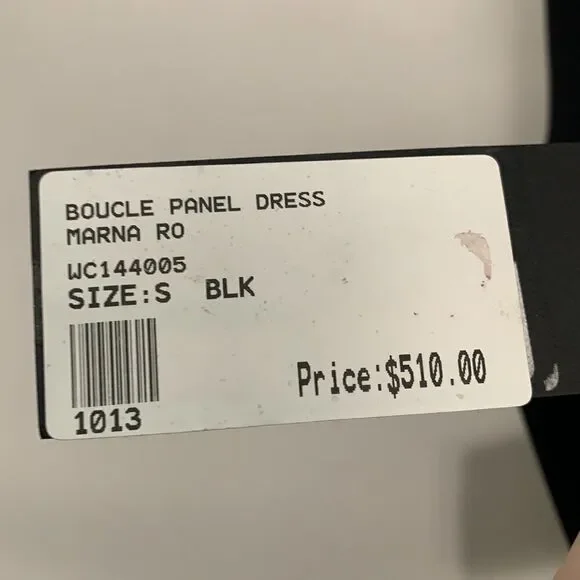 BOUCLE PANEL DRESS
MARNA RO
WC144005
SIZE:S BLK
Price:$510.00
1013